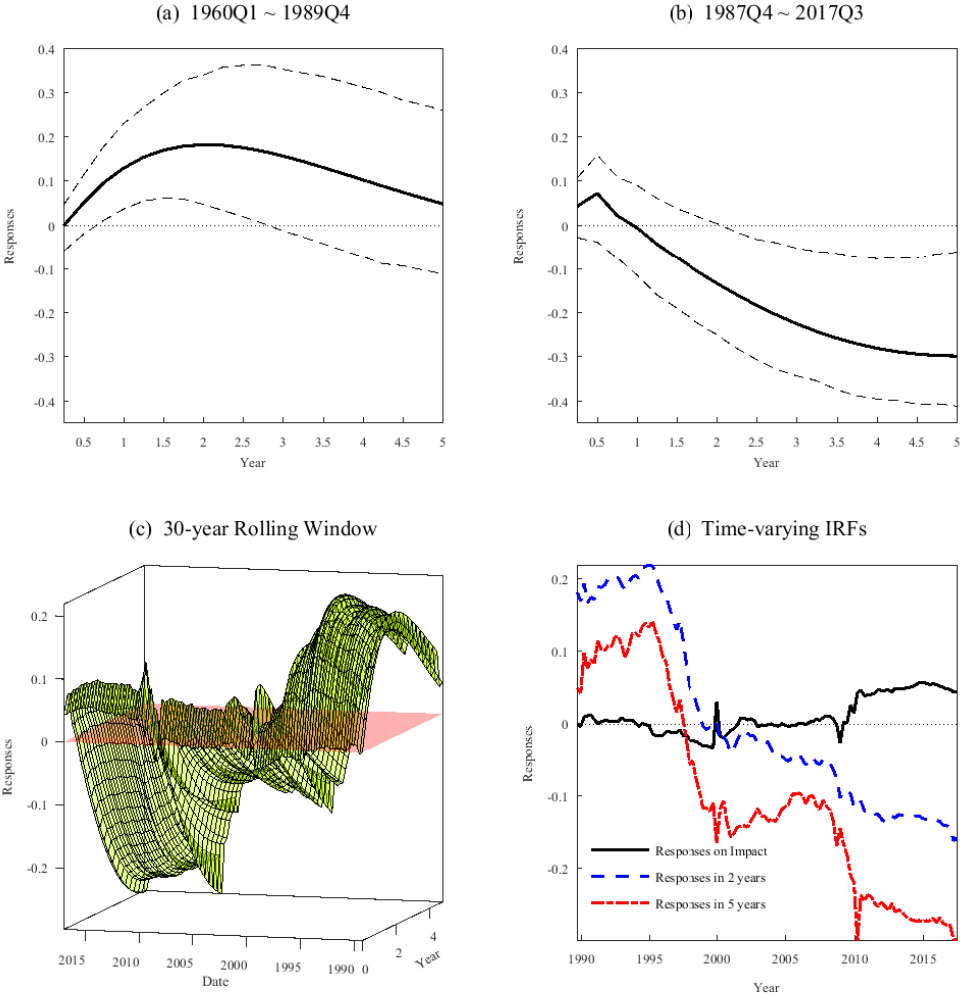 (a) 1960Q1 ~ 1989Q4
0.4
0.3
0.2
0.1
0
-0.1
-0.2
-0.3
-0.4
Responses
0.5 1 1.5 2 2.5 3 3.5 4 4.5 5
Year
(b) 1987Q4 ~ 2017Q3
0.4
0.3
0.2
0.1
0
-0.1
-0.2
-0.3
-0.4
Responses
0.5 1 1.5 2 2.5 3 3.5 4 4.5 5
Year
(c) 30-year Rolling Window
0.2
0.1
0
-0.1
-0.2
Responses
2015 2010 2005 2000 1995 1990
Date
0 2 4
Year
(d) Time-varying IRFs
0.2
0.1
0
-0.1
-0.2
Responses
Responses on Impact
Responses in 2 years
Responses in 5 years
1990 1995 2000 2005 2010 2015
Year